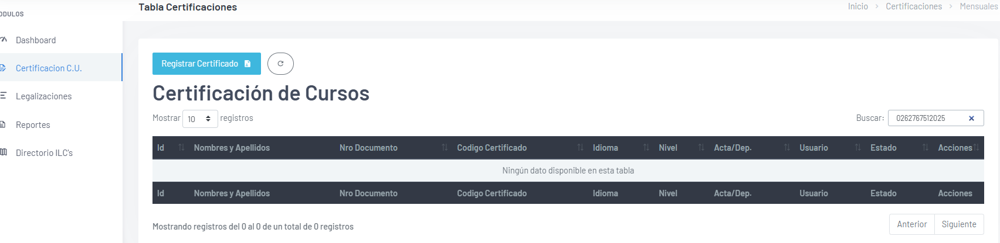 Tabla Certificaciones
Inicio > Certificaciones > Mensuales
ODULOS
Dashboard
Certificacion C.U.
Legalizaciones
Reportes
Directorio ILC's
Registrar Certificado
Certificación de Cursos
Mostrar 10 registros
Buscar: 0262767512025
Id Nombres y Apellidos Nro Documento Codigo Certificado Idioma Nivel Acta/Dep. Usuario Estado Acciones
Ningún dato disponible en esta tabla
Id Nombres y Apellidos Nro Documento Codigo Certificado Idioma Nivel Acta/Dep. Usuario Estado Acciones
Mostrando registros del 0 al 0 de un total de 0 registros
Anterior Siguiente